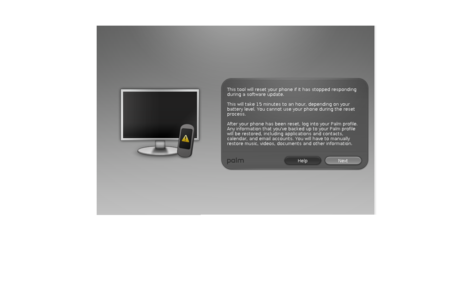 This tool will reset your phone if it has stopped responding
during a software update.
This will take 15 minutes to an hour, depending on your
battery level. You cannot use your phone during the reset
process.
After your phone has been reset, log into your Palm profile.
Any information that you've backed up to your Palm profile
will be restored, including applications and contacts,
calendar, and email accounts. You will have to manually
restore music, videos, documents and other information.
palm
Help
Next